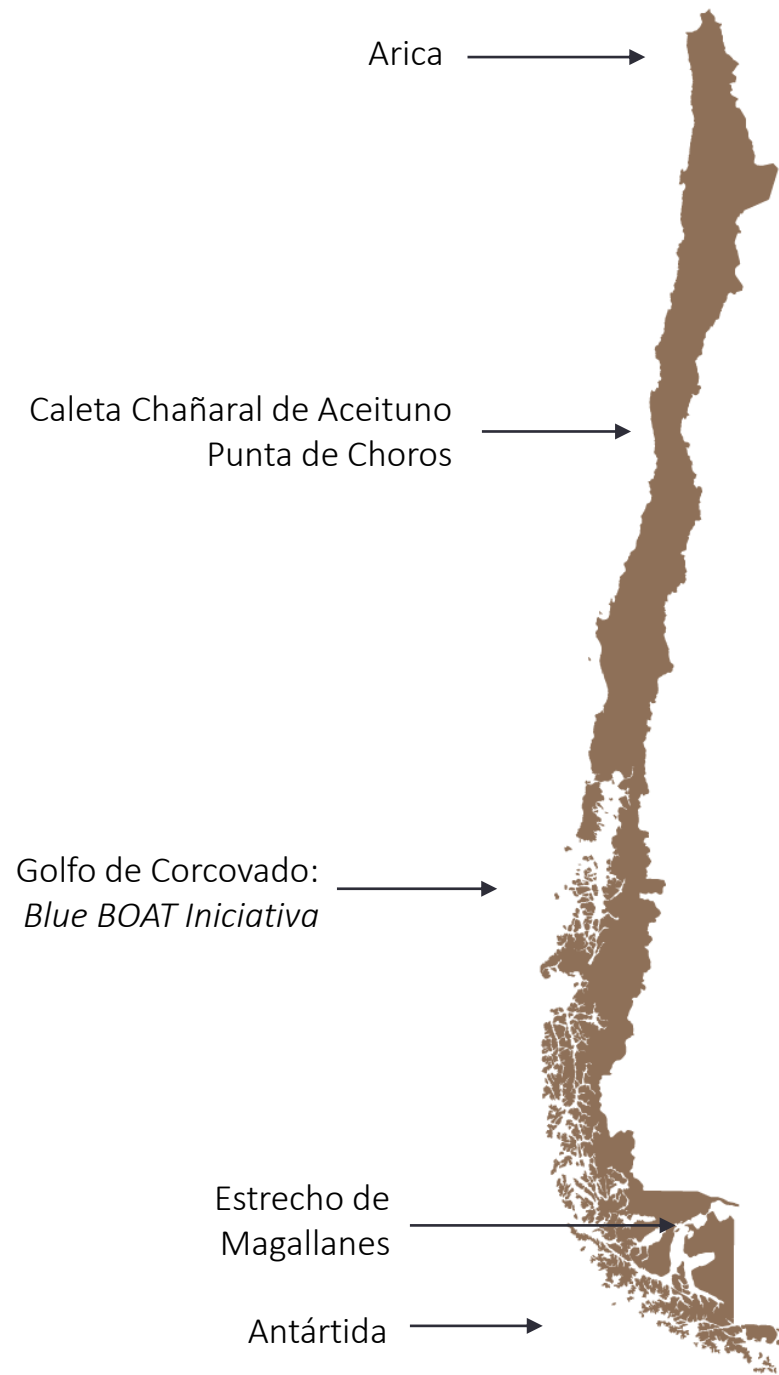 Arica
Caleta Chañaral de Aceituno
Punta de Choros
Golfo de Corcovado:
Blue BOAT Iniciativa
Estrecho de
Magallanes
Antártida